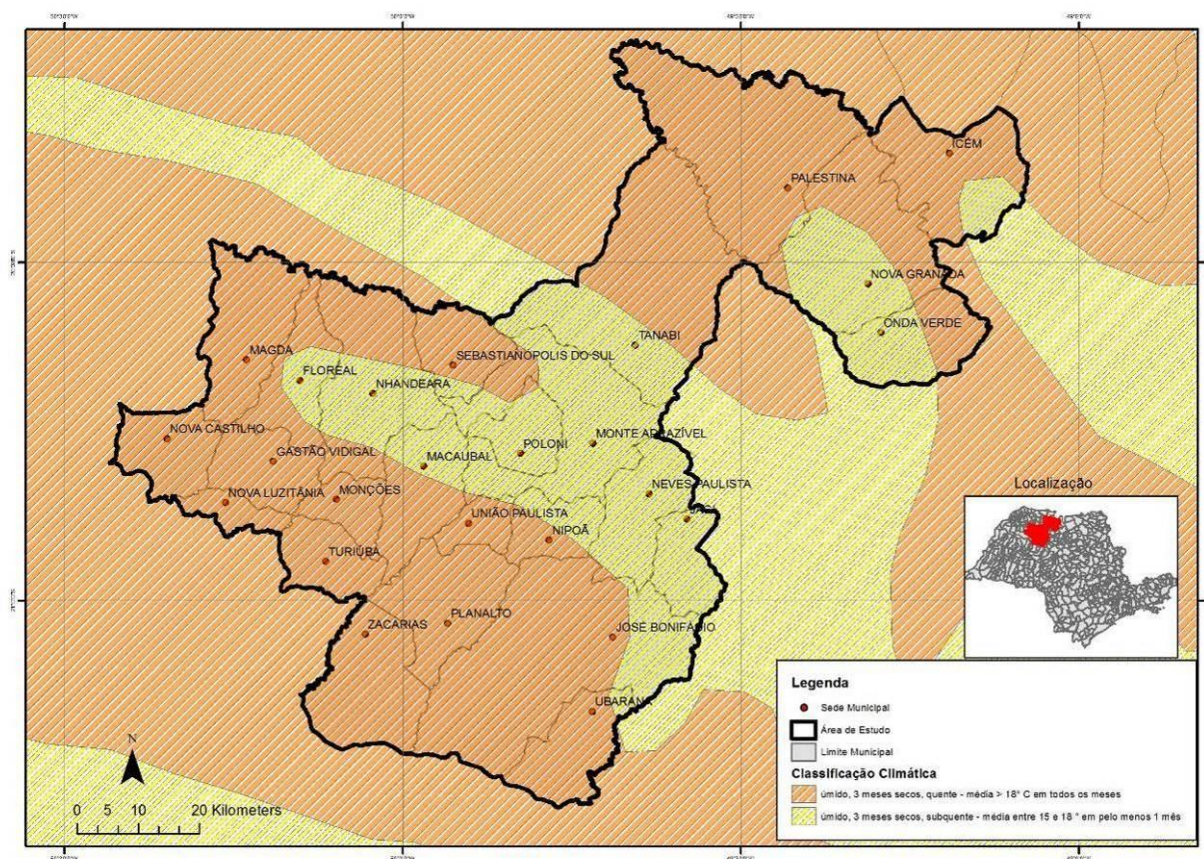 ICÉM
PALESTINA
NOVA GRANADA
ONDA VERDE
TANABI
MAGDA
SEBASTIANÓPOLIS DO SUL
FLOREAL
NHANDEARA
NOVA CASTILHO
POLONI
MONTE APRAZÍVEL
GASTÃO VIDIGAL
MACAUBAL
NOVA LUZITÂNIA
MONÇÕES
NEVES PAULISTA
UNIÃO PAULISTA
NIPOÃ
TURIÚBA
ZACARIAS
PLANALTO
JOSÉ BONIFÁCIO
UBARANA
Localização
N
0 5 10 20 Kilometers
Legenda
Sede Municipal
Área de Estudo
Limite Municipal
Classificação Climática
úmido, 3 meses secos, quente - média > 18° C em todos os meses
úmido, 3 meses secos, subquente - média entre 15 e 18 ° em pelo menos 1 mês